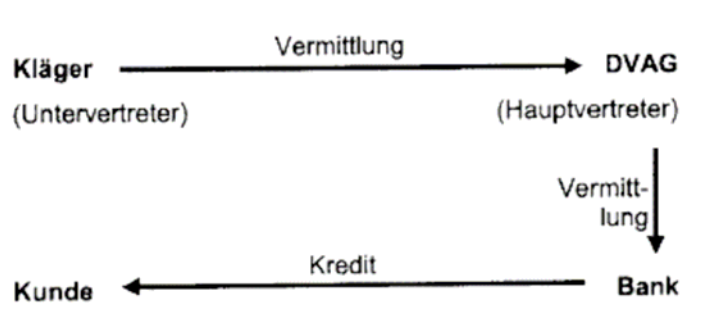 Vermittlung
Kläger DVAG
(Untervertreter) (Hauptvertreter)
Vermitt-
lung
Kredit
Kunde Bank